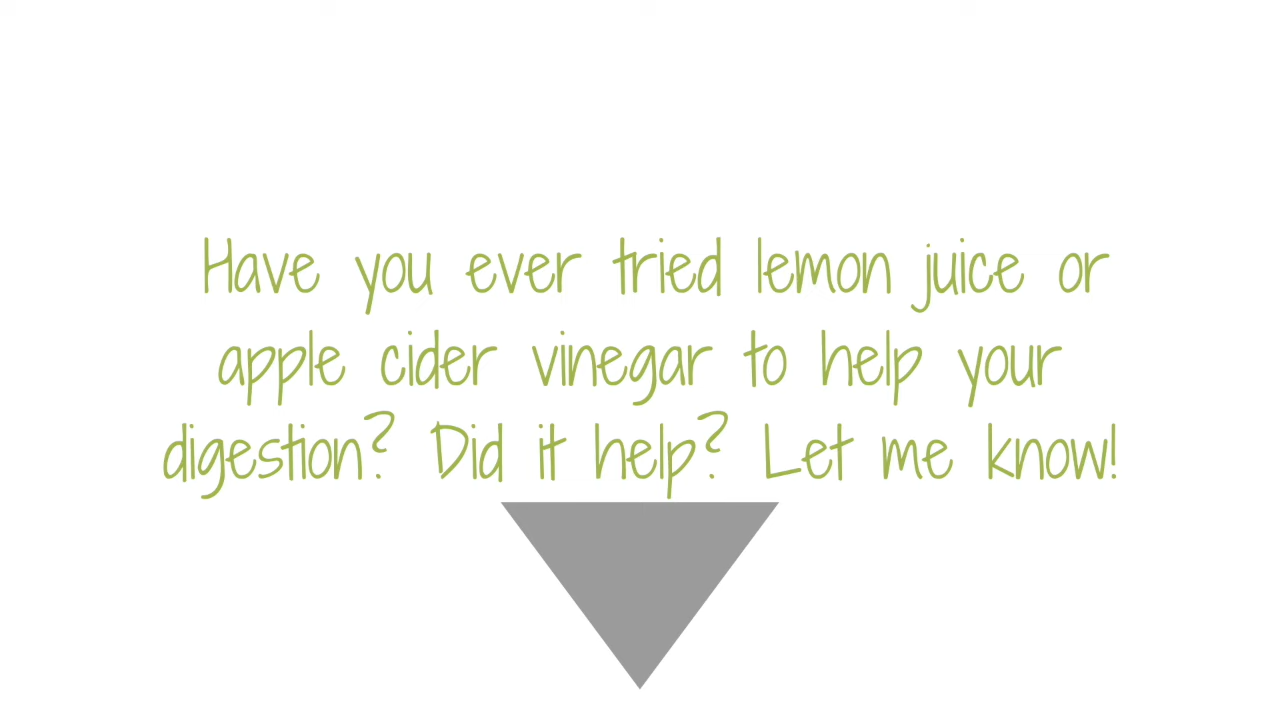 Have you ever tried lemon juice or
apple cider vinegar to help your
digestion? Did it help? Let me know!